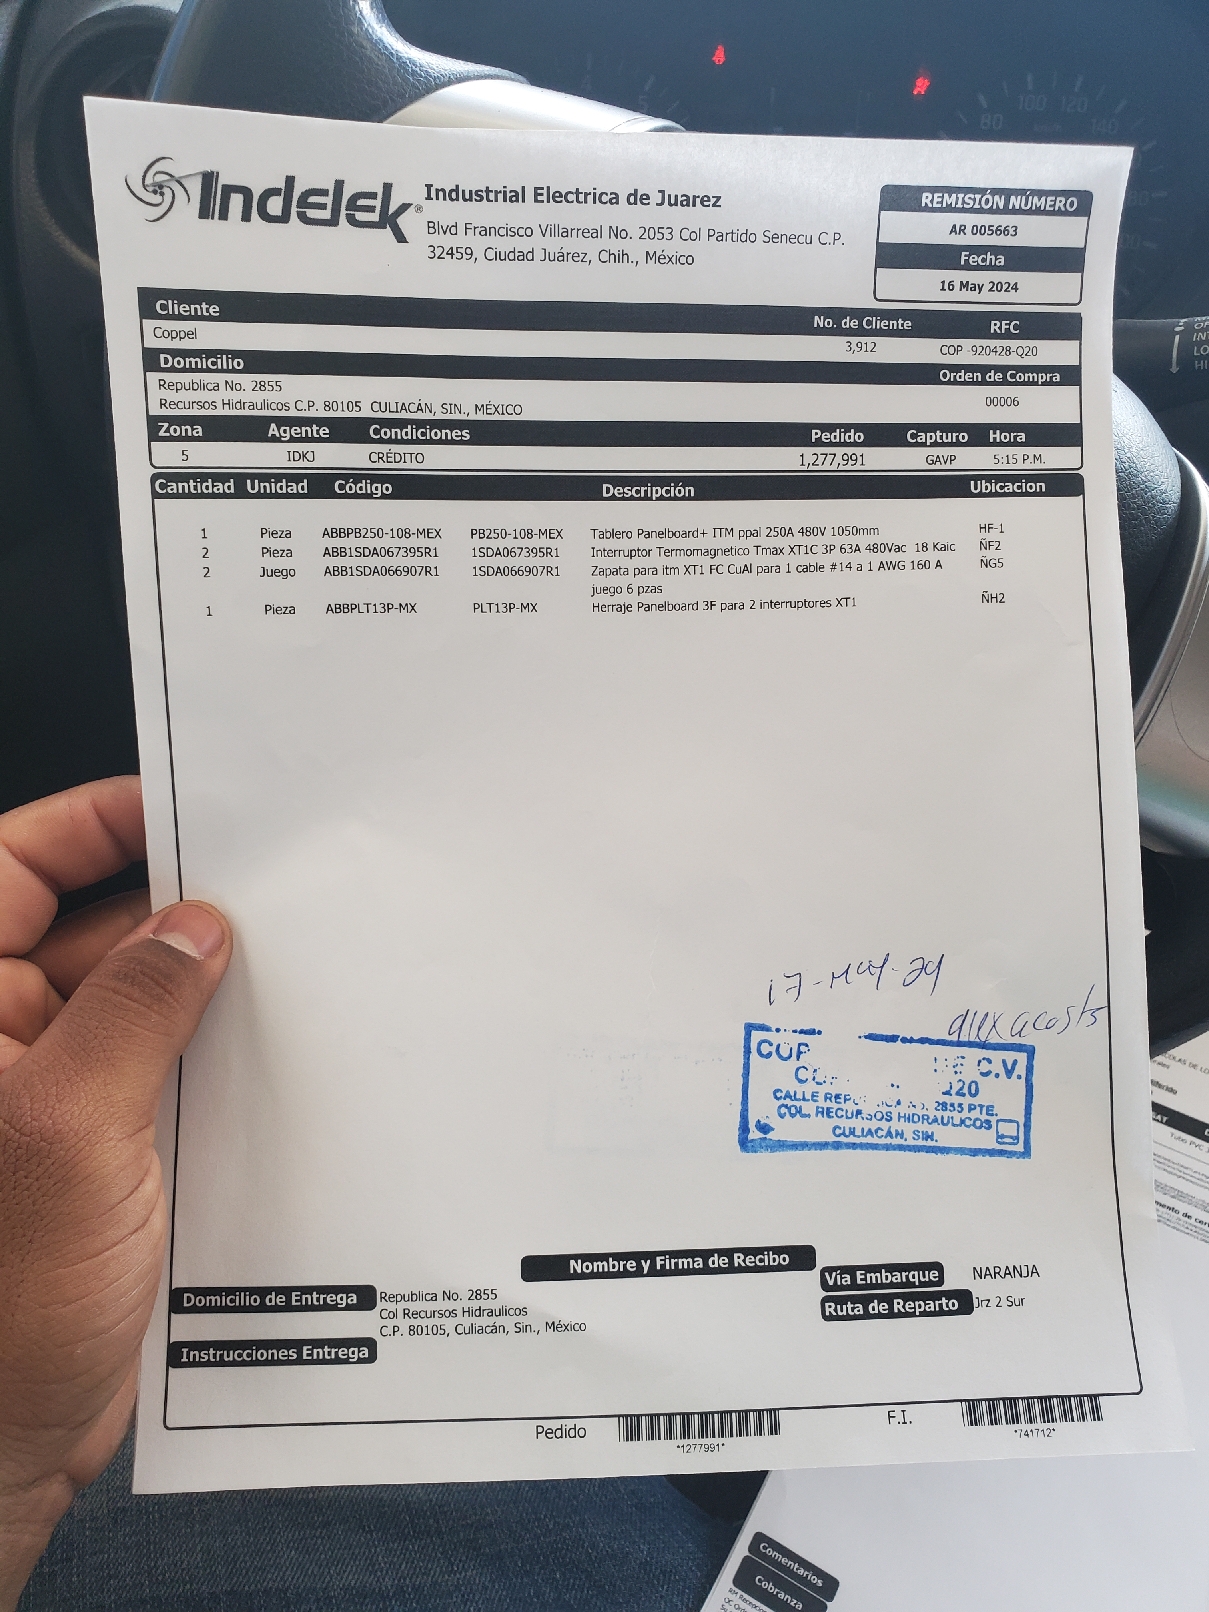 Indelek®
Industrial Electrica de Juarez
Blvd Francisco Villarreal No. 2053 Col Partido Senecu C.P.
32459, Ciudad Juárez, Chih., México
REMISIÓN NÚMERO
AR 005663
Fecha
16 May 2024
Cliente No. de Cliente RFC
Coppel 3,912 COP -920428-Q20
Domicilio Orden de Compra
Republica No. 2855 00006
Recursos Hidraulicos C.P. 80105 CULIACÁN, SIN., MÉXICO
Zona Agente Condiciones Pedido Capturo Hora
5 IDKJ CRÉDITO 1,277,991 GAVP 5:15 P.M.
Cantidad Unidad Código Descripción Ubicacion
1 Pieza ABBPB250-108-MEX PB250-108-MEX Tablero Panelboard+ ITM ppal 250A 480V 1050mm HF-1
2 Pieza ABB1SDA067395R1 1SDA067395R1 Interruptor Termomagnetico Tmax XT1C 3P 63A 480Vac 18 Kaic ÑF2
2 Juego ABB1SDA066907R1 1SDA066907R1 Zapata para itm XT1 FC CuAl para 1 cable #14 a 1 AWG 160 A ÑG5
juego 6 pzas
1 Pieza ABBPLT13P-MX PLT13P-MX Herraje Panelboard 3F para 2 interruptores XT1 ÑH2
17-May-24
alex acosta
C.V.
CALLE 2855 PTE.
COL. RECURSOS HIDRAULICOS
CULIACÁN, SIN.
Nombre y Firma de Recibo
Vía Embarque NARANJA
Ruta de Reparto Jrz 2 Sur
Domicilio de Entrega Republica No. 2855
Col Recursos Hidraulicos
C.P. 80105, Culiacán, Sin., México
Instrucciones Entrega
Pedido *1277991* F.I. *741712*
Comentarios
Cobranza
80 100 120 140